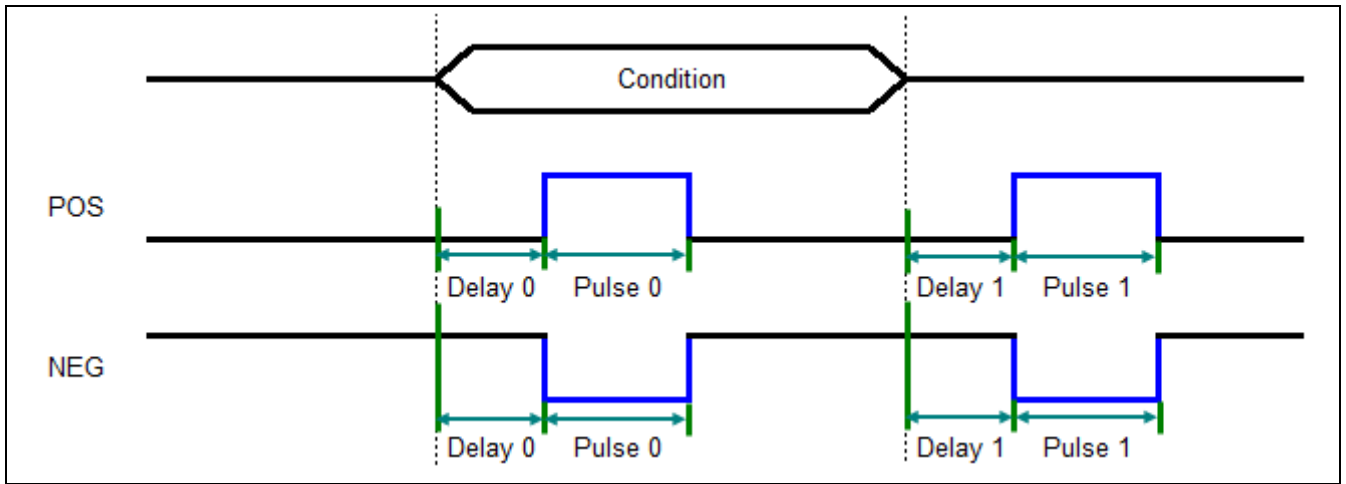 Condition
POS
Delay 0 Pulse 0 Delay 1 Pulse 1
NEG
Delay 0 Pulse 0 Delay 1 Pulse 1